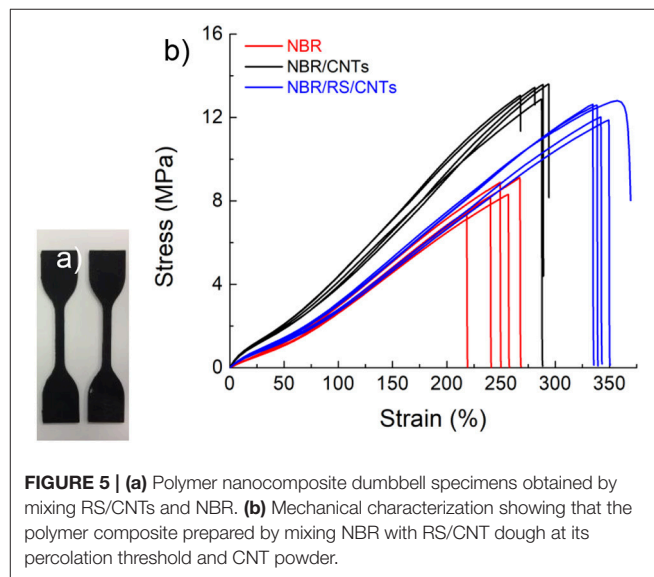 b)
NBR
NBR/CNTs
NBR/RS/CNTs
16
12
8
4
0
Stress (MPa)
a)
0 50 100 150 200 250 300 350
Strain (%)
FIGURE 5 | (a) Polymer nanocomposite dumbbell specimens obtained by
mixing RS/CNTs and NBR. (b) Mechanical characterization showing that the
polymer composite prepared by mixing NBR with RS/CNT dough at its
percolation threshold and CNT powder.